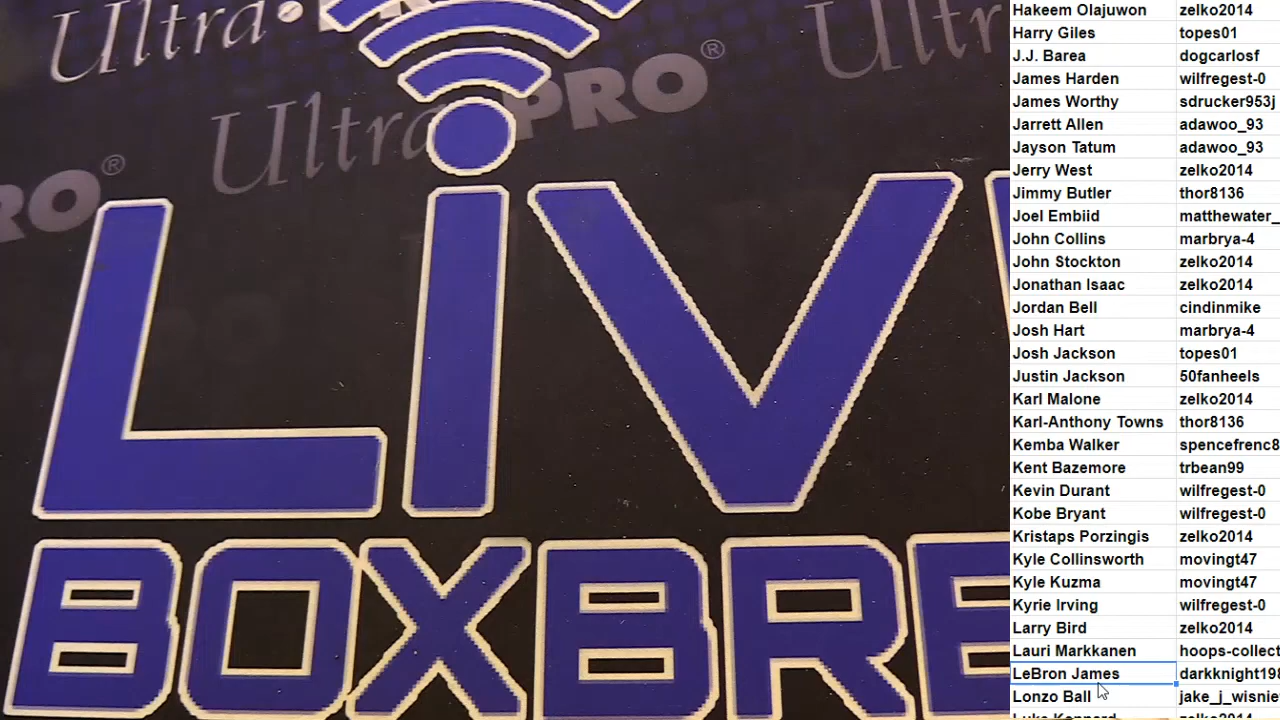 Ultra
Ultra PRO®
Ult
RO®
LiV
BOXBRE
Hakeem Olajuwon zelko2014
Harry Giles topes01
J.J. Barea dogcarlosf
James Harden wilfregest-0
James Worthy sdrucker953j
Jarrett Allen adawoo_93
Jayson Tatum adawoo_93
Jerry West zelko2014
Jimmy Butler thor8136
Joel Embiid matthewater_
John Collins marbrya-4
John Stockton zelko2014
Jonathan Isaac zelko2014
Jordan Bell cindinmike
Josh Hart marbrya-4
Josh Jackson topes01
Justin Jackson 50fanheels
Karl Malone zelko2014
Karl-Anthony Towns thor8136
Kemba Walker spencefrenc8
Kent Bazemore trbean99
Kevin Durant wilfregest-0
Kobe Bryant wilfregest-0
Kristaps Porzingis zelko2014
Kyle Collinsworth movingt47
Kyle Kuzma movingt47
Kyrie Irving wilfregest-0
Larry Bird zelko2014
Lauri Markkanen hoops-collect
LeBron James darkknight198
Lonzo Ball jake_j_wisnie
Luke Kennard zelko2014